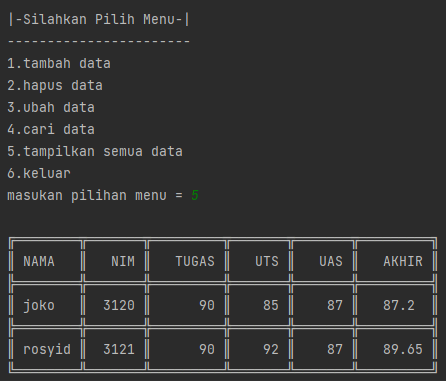 |-Silahkan Pilih Menu-|
-----------------------
1.tambah data
2.hapus data
3.ubah data
4.cari data
5.tampilkan semua data
6.keluar
masukan pilihan menu = 5
NAMA NIM TUGAS UTS UAS AKHIR
joko 3120 90 85 87 87.2
rosyid 3121 90 92 87 89.65